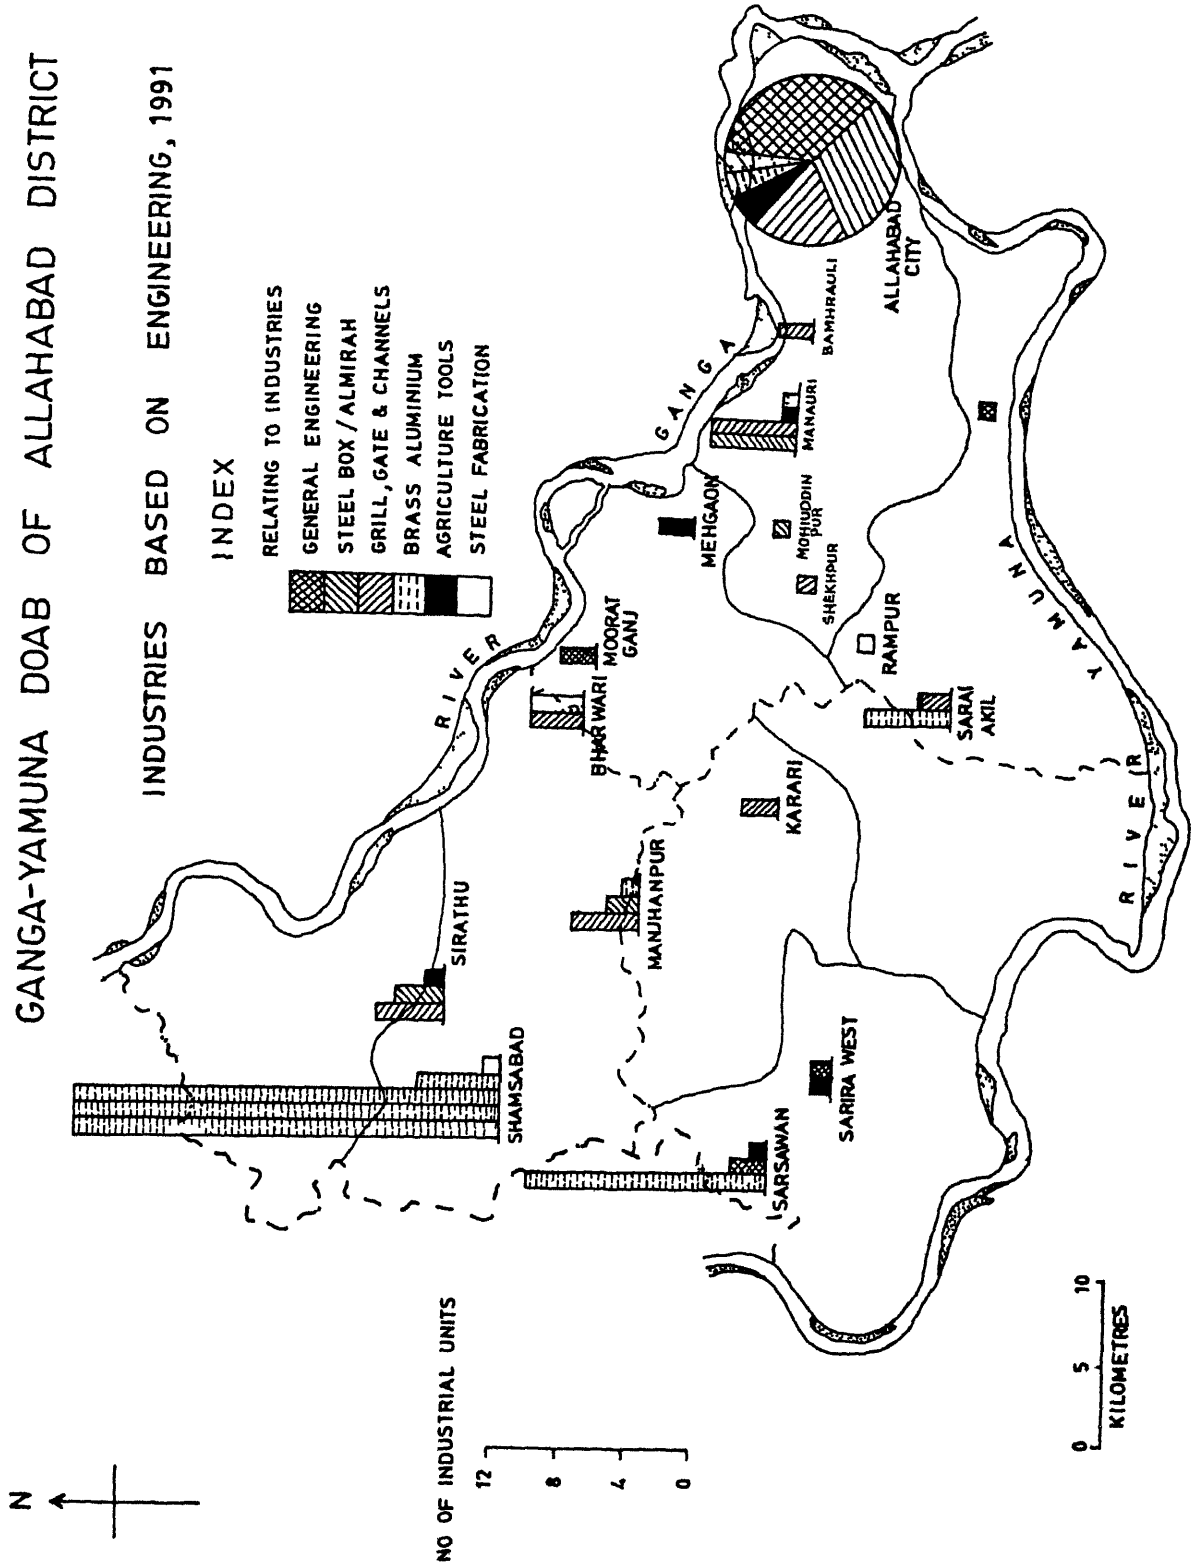 GANGA-YAMUNA DOAB OF ALLAHABAD DISTRICT
INDUSTRIES BASED ON ENGINEERING, 1991
N
INDEX
RELATING TO INDUSTRIES
GENERAL ENGINEERING
STEEL BOX/ALMIRAH
GRILL, GATE & CHANNELS
BRASS ALUMINIUM
AGRICULTURE TOOLS
STEEL FABRICATION
NO OF INDUSTRIAL UNITS
12
8
4
0
SHAMSABAD
SIRATHU
RIVER
GANGA
BHARWARI
MOORAT
GANJ
MANJHANPUR
MEHGAON
SARSAWAN
KARARI
SHEKHPUR
MOHIUDDIN
PUR
MANAURI
BAMHRAULI
ALLAHABAD
CITY
SARIRA WEST
RAMPUR
SARAI
AKIL
RIVER
YAMUNA
0 5 10
KILOMETRES